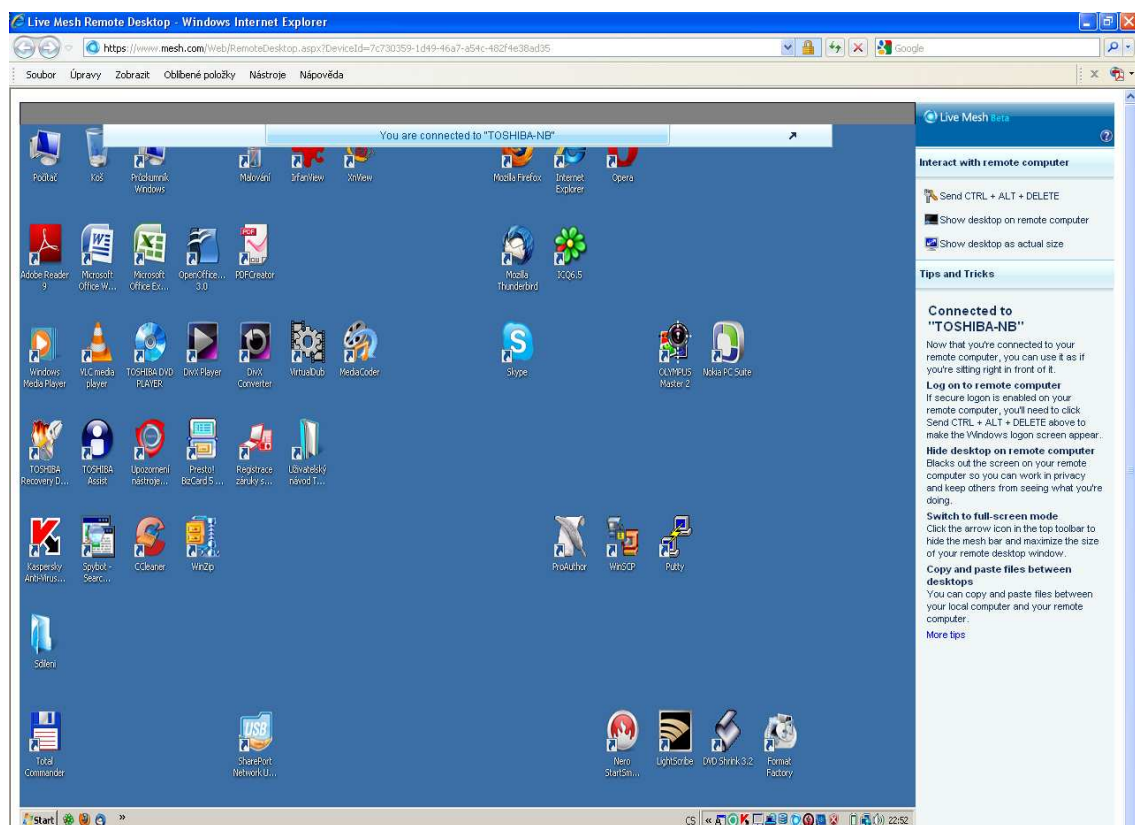 Live Mesh Remote Desktop - Windows Internet Explorer
https://www.mesh.com/Web/RemoteDesktop.aspx?DeviceId=7c730359-1d49-46a7-a54c-482f4e38ad35
Google
Soubor Úpravy Zobrazit Oblíbené položky Nástroje Nápověda
You are connected to "TOSHIBA-NB"
Počítač Koš Průzkumník Windows Malování IrfanView XnView Mozilla Firefox Internet Explorer Opera
Adobe Reader 9 Microsoft Office W... Microsoft Office Ex... OpenOffice... 3.0 PDFCreator Mozilla Thunderbird ICQ6.5
Windows Media Player VLC media player TOSHIBA DVD PLAYER DivX Player DivX Converter VirtualDub MediaCoder Skype OLYMPUS Master 2 Nokia PC Suite
TOSHIBA Recovery D... TOSHIBA Assist Upozornení nástroje... Presto! BizCard 5 ... Registrace záruky s... Uživatelský návod T...
Kaspersky Anti-Virus... Spybot - Searc... CCleaner WinZip ProAuthor WinSCP Putty
Sdílení
Total Commander SharePort Network U... Nero StartSm... LightScribe DVD Shrink 3.2 Format Factory
Start
CS
22:52
Live Mesh Beta
Interact with remote computer
Send CTRL + ALT + DELETE
Show desktop on remote computer
Show desktop as actual size
Tips and Tricks
Connected to
"TOSHIBA-NB"
Now that you're connected to your
remote computer, you can use it as if
you're sitting right in front of it.
Log on to remote computer
If secure logon is enabled on your
remote computer, you'll need to click
Send CTRL + ALT + DELETE above to
make the Windows logon screen appear.
Hide desktop on remote computer
Blacks out the screen on your remote
computer so you can work in privacy
and keep others from seeing what you're
doing.
Switch to full-screen mode
Click the arrow icon in the top toolbar to
hide the mesh bar and maximize the size
of your remote desktop window.
Copy and paste files between
desktops
You can copy and paste files between
your local computer and your remote
computer.
More tips